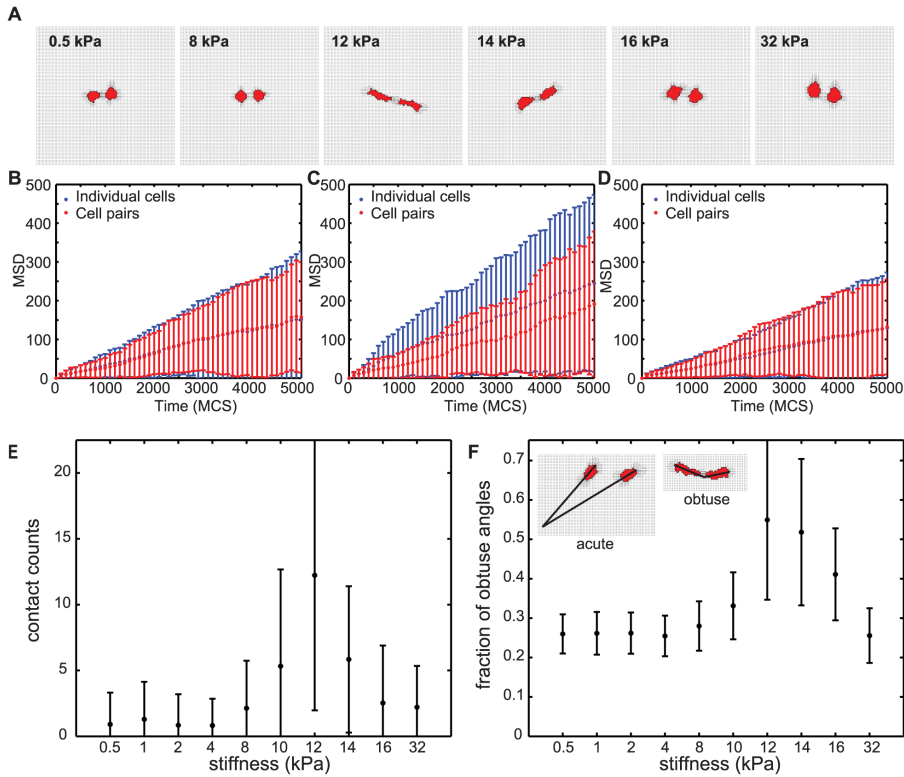 A
0.5 kPa 8 kPa 12 kPa 14 kPa 16 kPa 32 kPa
B
500
400
300
200
100
0
MSD
Individual cells
Cell pairs
0 1000 2000 3000 4000 5000
Time (MCS)
C
500
400
300
200
100
0
MSD
Individual cells
Cell pairs
0 1000 2000 3000 4000 5000
Time (MCS)
D
500
400
300
200
100
0
MSD
Individual cells
Cell pairs
0 1000 2000 3000 4000 5000
Time (MCS)
E
20
15
10
5
0
contact counts
0.5 1 2 4 8 10 12 14 16 32
stiffness (kPa)
F
0.7
0.6
0.5
0.4
0.3
0.2
0.1
0
fraction of obtuse angles
acute
obtuse
0.5 1 2 4 8 10 12 14 16 32
stiffness (kPa)